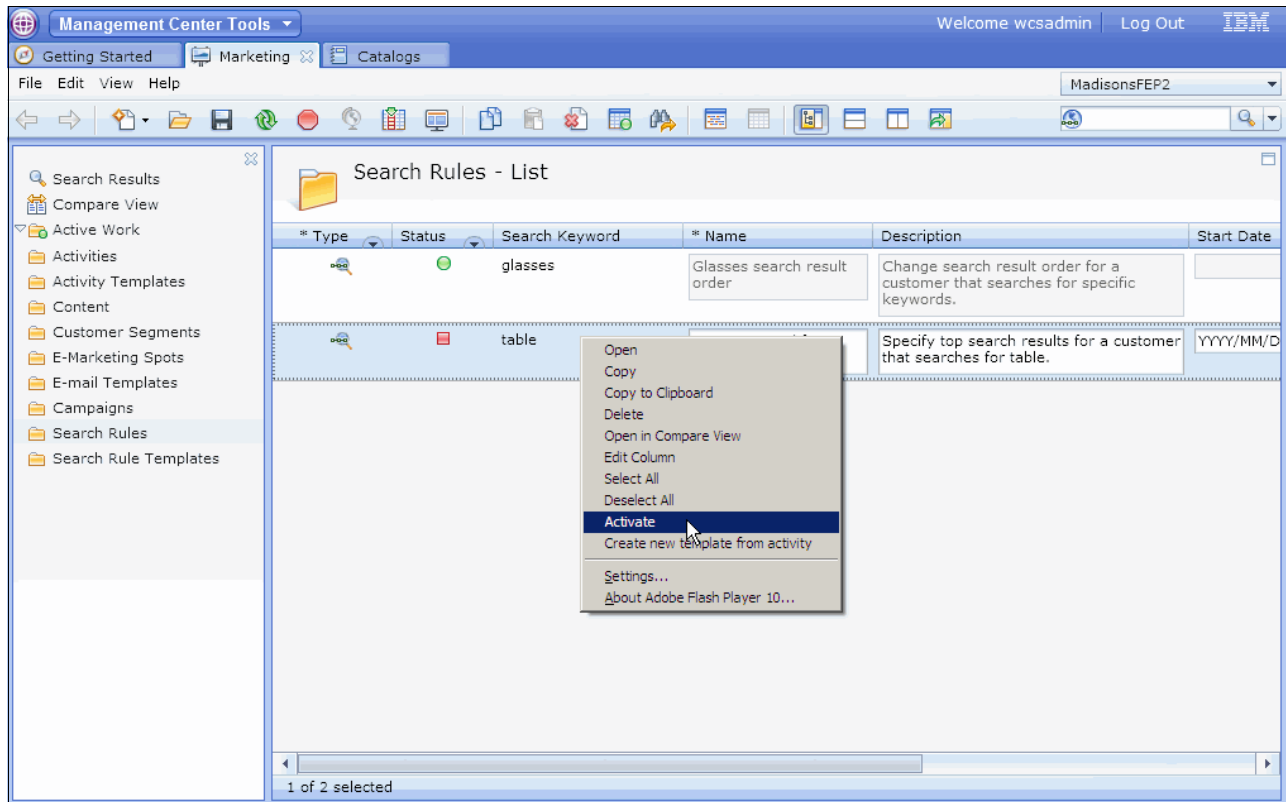 Management Center Tools
Welcome wcsadmin
Log Out
IBM
Getting Started
Marketing
Catalogs
File Edit View Help
MadisonsFEP2
Search Results
Compare View
Active Work
Activities
Activity Templates
Content
Customer Segments
E-Marketing Spots
E-mail Templates
Campaigns
Search Rules
Search Rule Templates
Search Rules - List
* Type
Status
Search Keyword
* Name
Description
Start Date
glasses
Glasses search result
order
Change search result order for a
customer that searches for specific
keywords.
table
Specify top search results for a customer
that searches for table.
YYYY/MM/D
Open
Copy
Copy to Clipboard
Delete
Open in Compare View
Edit Column
Select All
Deselect All
Activate
Create new template from activity
Settings...
About Adobe Flash Player 10...
1 of 2 selected